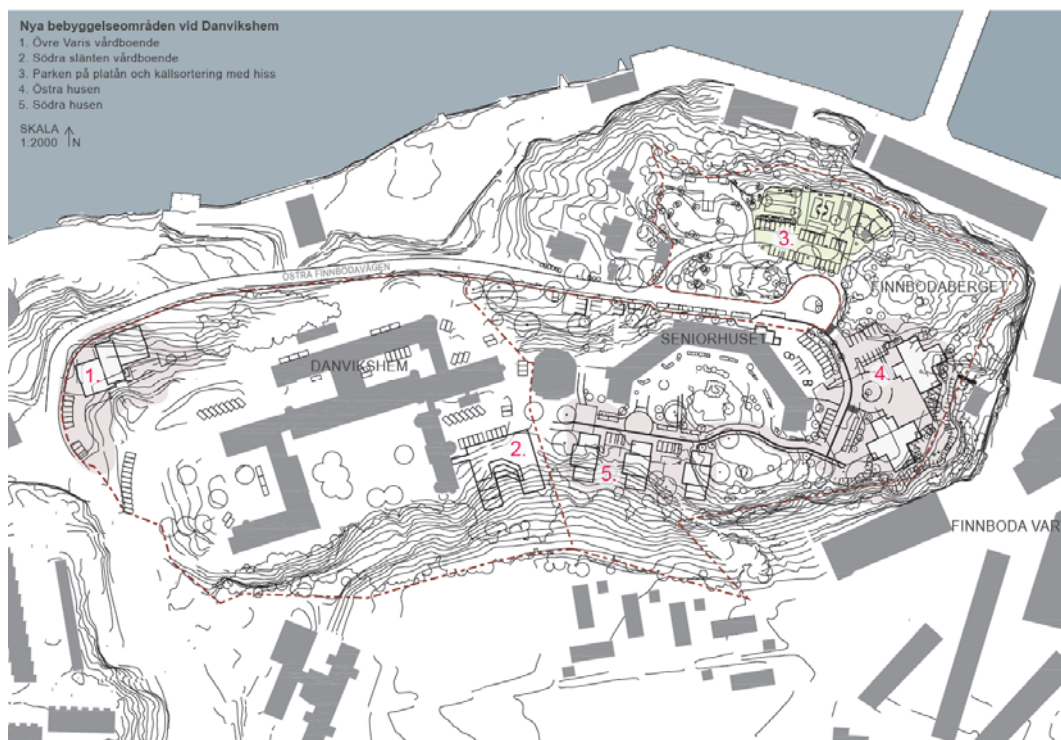 Nya bebyggelseområden vid Danvikshem
1. Övre Varis vårdboende
2. Södra slänten vårdboende
3. Parken på platån och källsortering med hiss
4. Östra husen
5. Södra husen
SKALA
1:2000 N
3.
ÖSTRA FINNBODAVÄGEN
FINNBODABERGET
SENIORHUSET
DANVIKSHEM
1.
4.
2.
5.
FINNBODA VAR